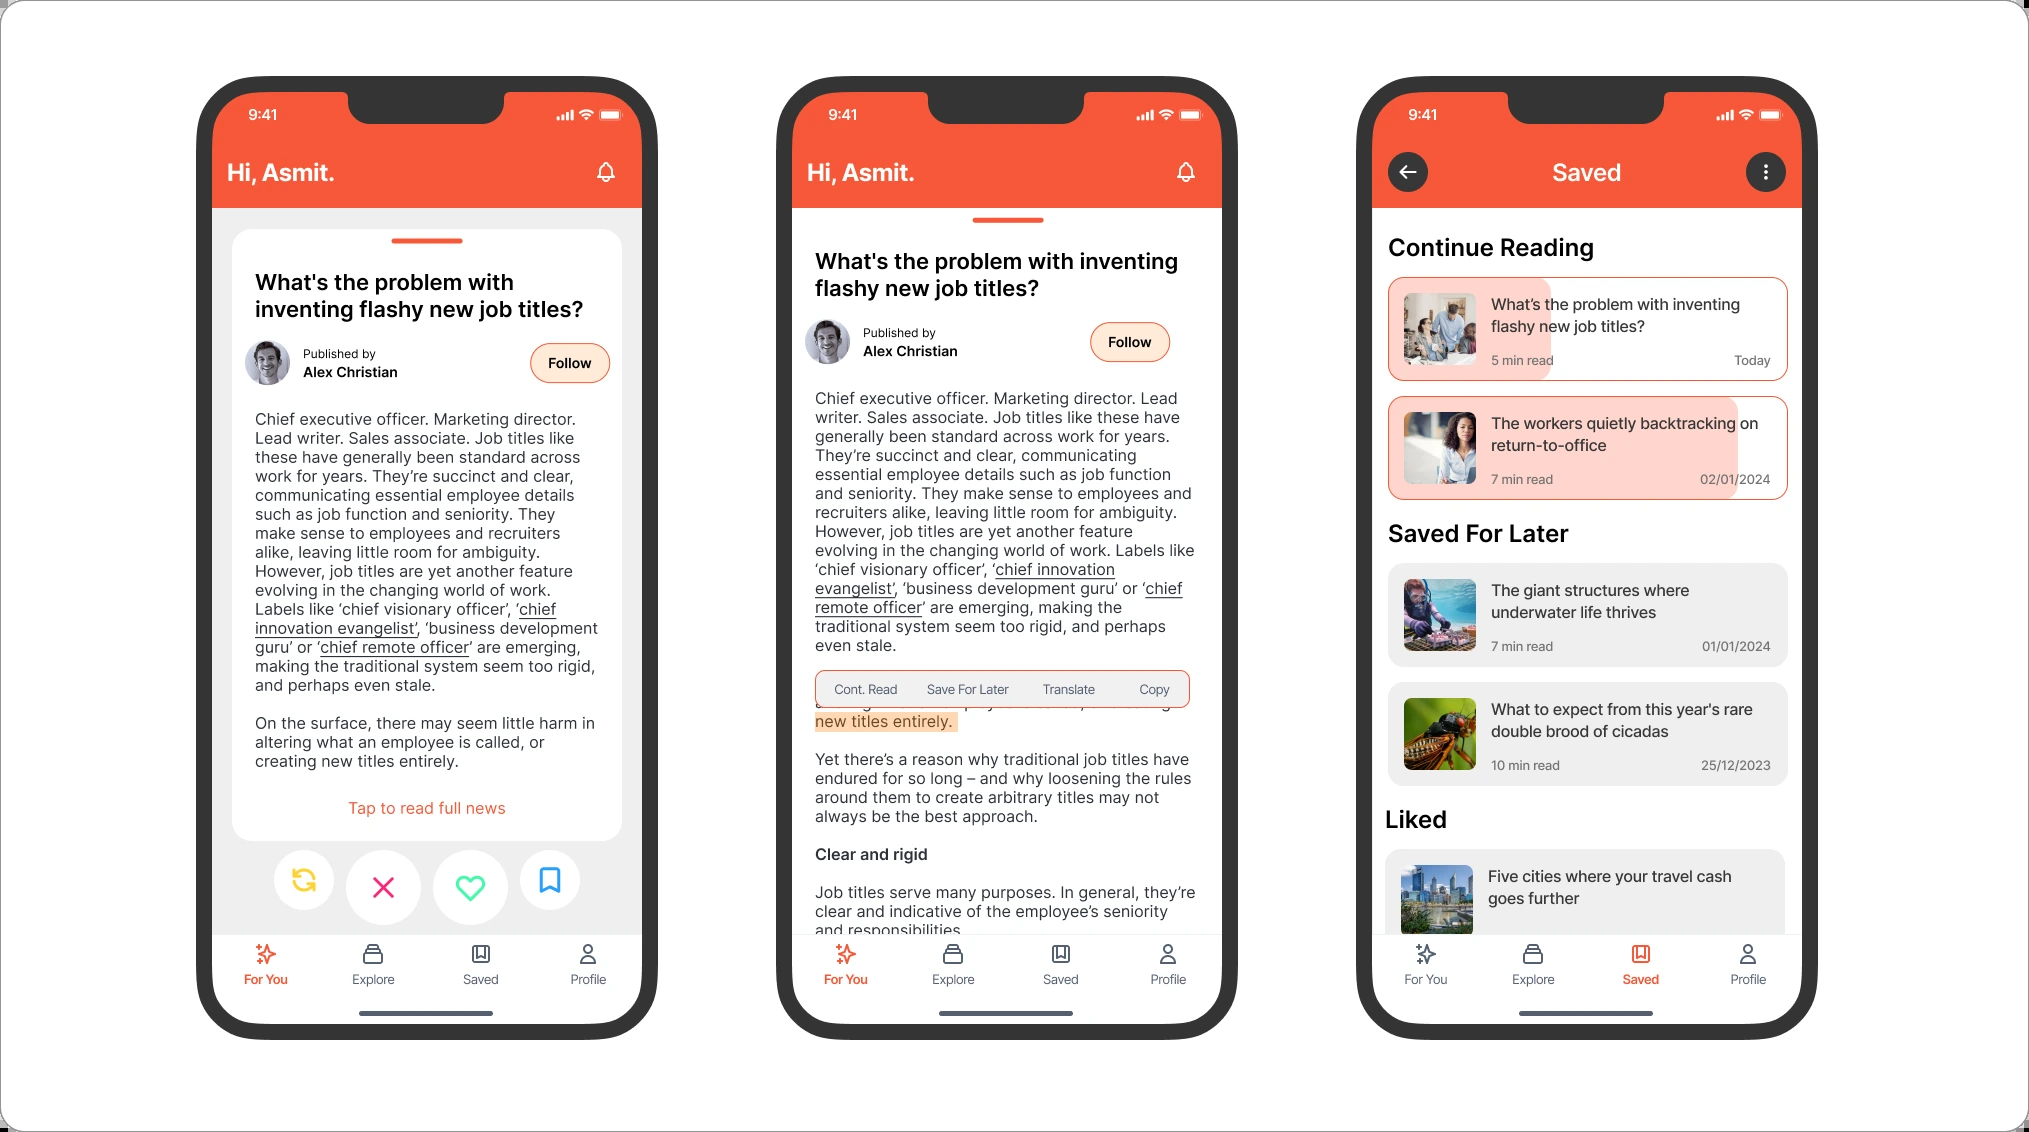 9:41
Hi, Asmit.
What's the problem with
inventing flashy new job titles?
Published by
Alex Christian
Follow
Chief executive officer. Marketing director.
Lead writer. Sales associate. Job titles like
these have generally been standard across
work for years. They’re succinct and clear,
communicating essential employee details
such as job function and seniority. They
make sense to employees and recruiters
alike, leaving little room for ambiguity.
However, job titles are yet another feature
evolving in the changing world of work.
Labels like ‘chief visionary officer’, ‘chief
innovation evangelist’, ‘business development
guru’ or ‘chief remote officer’ are emerging,
making the traditional system seem too rigid,
and perhaps even stale.
On the surface, there may seem little harm in
altering what an employee is called, or
creating new titles entirely.
Tap to read full news
For You
Explore
Saved
Profile
9:41
Hi, Asmit.
What's the problem with inventing
flashy new job titles?
Published by
Alex Christian
Follow
Chief executive officer. Marketing director. Lead
writer. Sales associate. Job titles like these have
generally been standard across work for years.
They’re succinct and clear, communicating
essential employee details such as job function
and seniority. They make sense to employees and
recruiters alike, leaving little room for ambiguity.
However, job titles are yet another feature
evolving in the changing world of work. Labels like
‘chief visionary officer’, ‘chief innovation
evangelist’, ‘business development guru’ or ‘chief
remote officer’ are emerging, making the
traditional system seem too rigid, and perhaps
even stale.
Cont. Read
Save For Later
Translate
Copy
new titles entirely.
Yet there’s a reason why traditional job titles have
endured for so long – and why loosening the rules
around them to create arbitrary titles may not
always be the best approach.
Clear and rigid
Job titles serve many purposes. In general, they’re
clear and indicative of the employee’s seniority
and responsibilities.
For You
Explore
Saved
Profile
9:41
Saved
Continue Reading
What’s the problem with inventing
flashy new job titles?
5 min read
Today
The workers quietly backtracking on
return-to-office
7 min read
02/01/2024
Saved For Later
The giant structures where
underwater life thrives
7 min read
01/01/2024
What to expect from this year's rare
double brood of cicadas
10 min read
25/12/2023
Liked
Five cities where your travel cash
goes further
For You
Explore
Saved
Profile